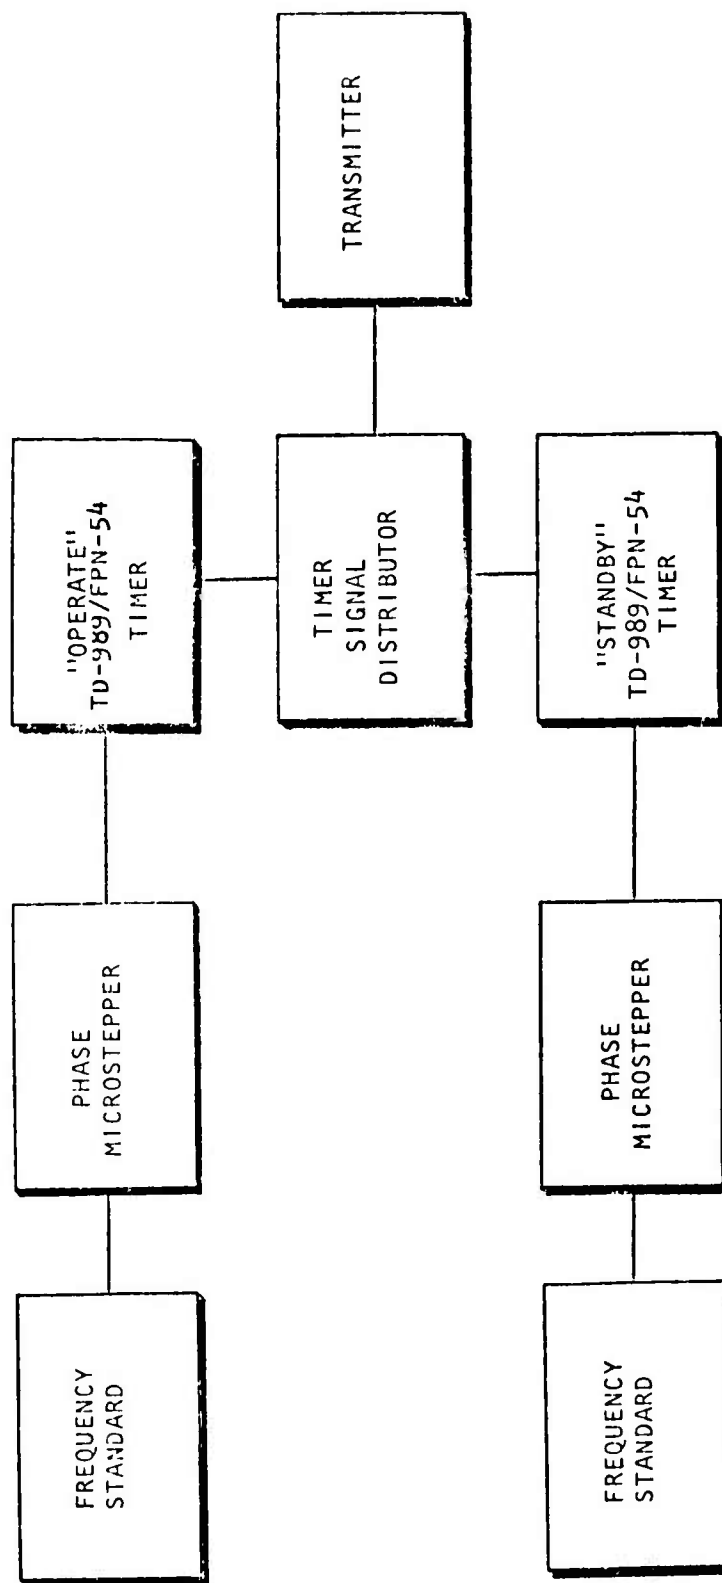 FREQUENCY
STANDARD
PHASE
MICROSTEPPER
"OPERATE"
TD-989/FPN-54
TIMER
TIMER
SIGNAL
DISTRIBUTOR
TRANSMITTER
FREQUENCY
STANDARD
PHASE
MICROSTEPPER
"STANDBY"
TD-989/FPN-54
TIMER